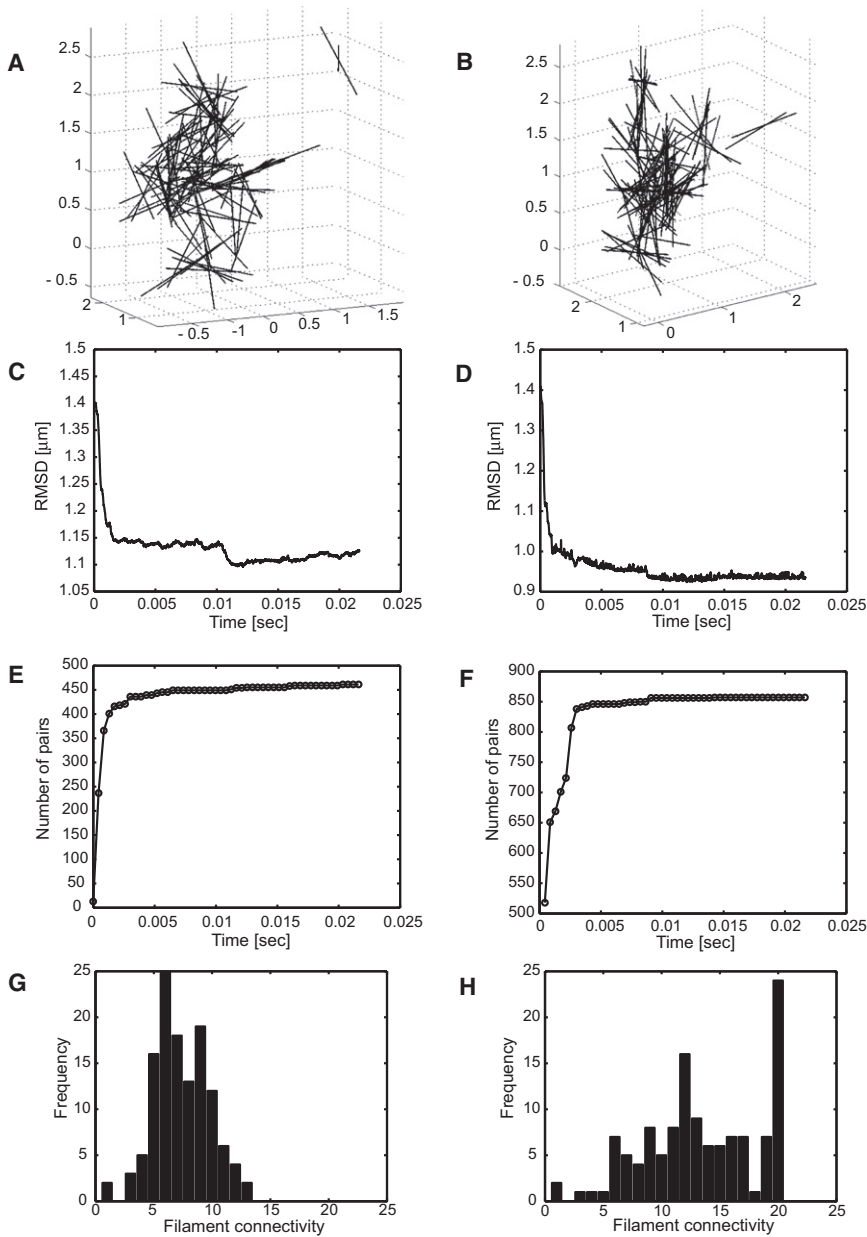 A
2.5
2
1.5
1
0.5
0
- 0.5
2
1
- 0.5
-1
0
0.5
1
1.5
B
2.5
2
1.5
1
0.5
0
- 0.5
2
1
0
1
2
C
1.5
1.45
1.4
1.35
1.3
1.25
1.2
1.15
1.1
1.05
RMSD [μm]
0 0.005 0.01 0.015 0.02 0.025
Time [sec]
D
1.5
1.4
1.3
1.2
1.1
1.0
0.9
RMSD [μm]
0 0.005 0.01 0.015 0.02 0.025
Time [sec]
E
500
450
400
350
300
250
200
150
100
50
0
Number of pairs
0 0.005 0.01 0.015 0.02 0.025
Time [sec]
F
900
850
800
750
700
650
600
550
500
Number of pairs
0 0.005 0.01 0.015 0.02 0.025
Time [sec]
G
25
20
15
10
5
0
Frequency
0 5 10 15 20 25
Filament connectivity
H
25
20
15
10
5
0
Frequency
0 5 10 15 20 25
Filament connectivity